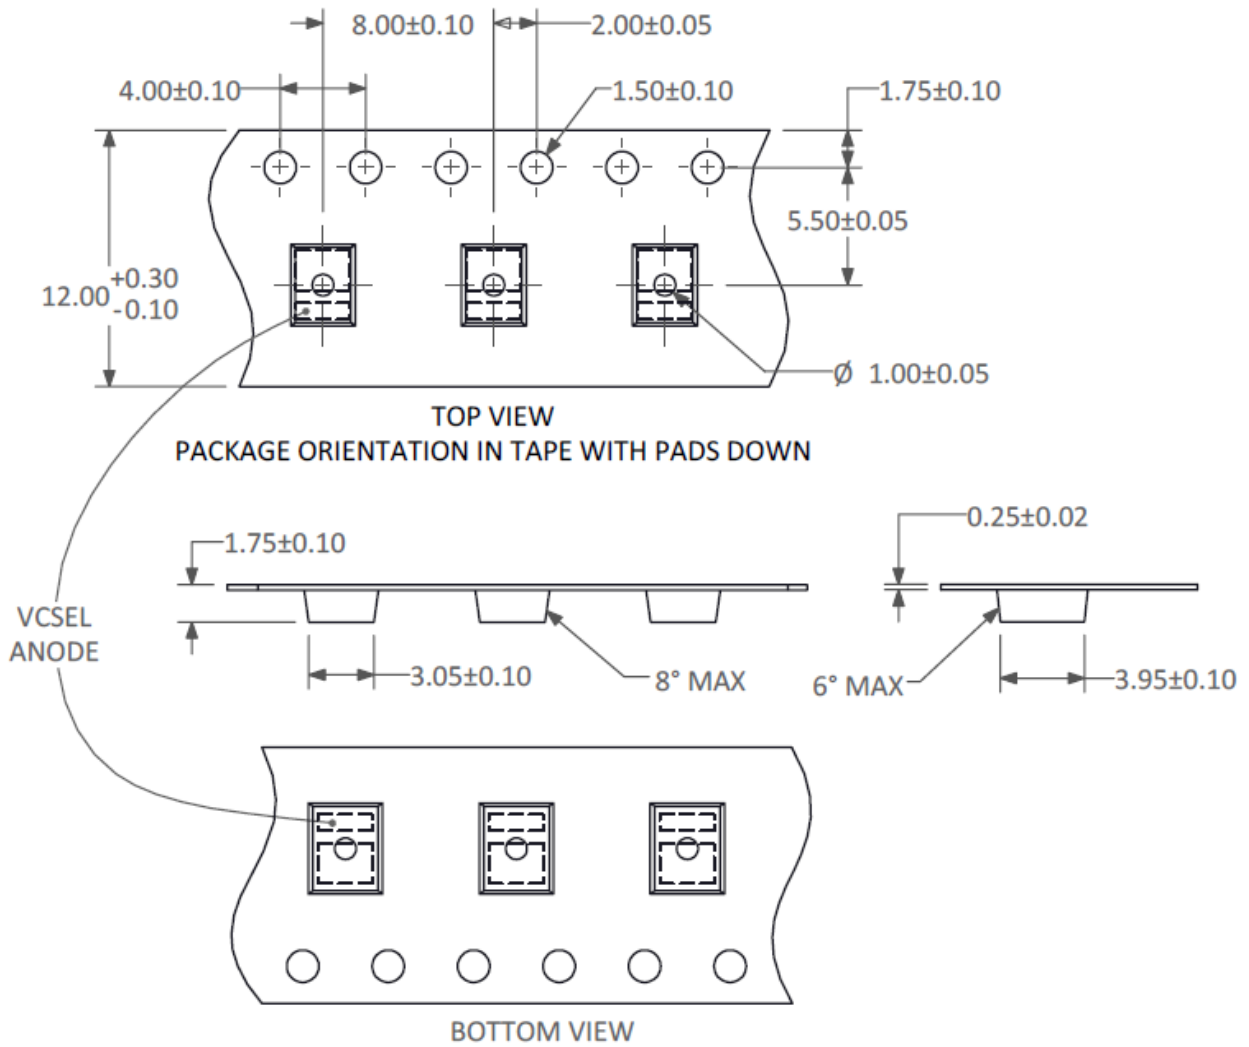 8.00±0.10
2.00±0.05
4.00±0.10
1.50±0.10
1.75±0.10
5.50±0.05
12.00 +0.30
-0.10
Ø 1.00±0.05
TOP VIEW
PACKAGE ORIENTATION IN TAPE WITH PADS DOWN
1.75±0.10
0.25±0.02
VCSEL
ANODE
3.05±0.10
8° MAX
6° MAX
3.95±0.10
BOTTOM VIEW